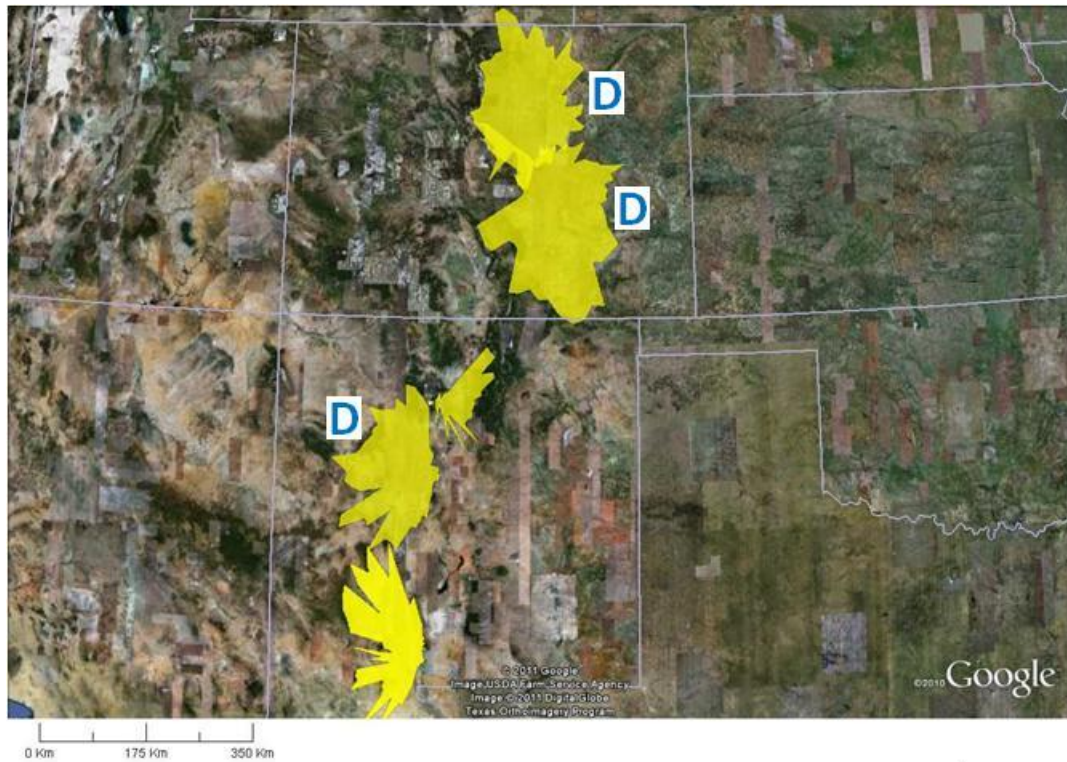 D
D
D
© 2011 Google
Image USDA Farm Service Agency
Image © 2011 DigitalGlobe
Texas Orthoimagery Program
©2010 Google
0 Km 175 Km 350 Km